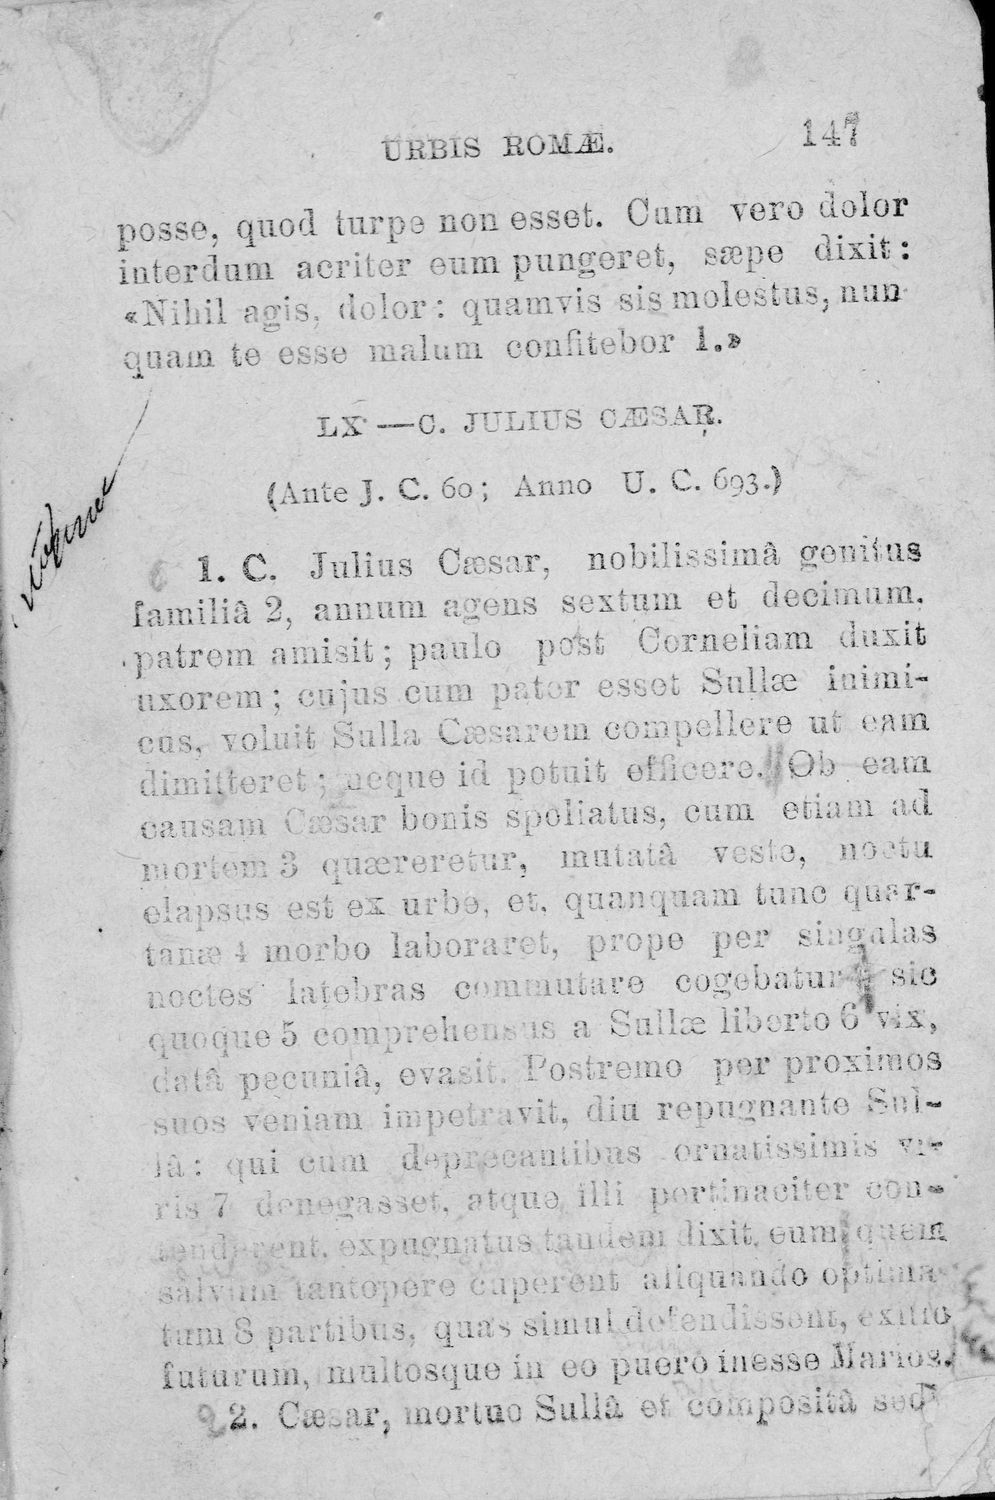 URBIS ROMÆ. 147
posse, quod turpe non esset. Cum vero dolor
interdum acriter eum pungeret, sæpe dixit:
«Nihil agis, dolor: quamvis sis molestus, nun
quam te esse malum confitebor 1.»
LX —C. JULIUS CÆSAR.
(Ante J. C. 60; Anno U. C. 693.)
1. C. Julius Cæsar, nobilissimâ genitus
familiâ 2, annum agens sextum et decimum,
patrem amisit; paulo post Corneliam duxit
uxorem; cujus cum pater esset Sullæ inimi-
cus, voluit Sulla Cæsarem compellere ut eam
dimitteret; neque id potuit efficere. Ob eam
causam Cæsar bonis spoliatus, cum etiam ad
mortem 3 quæreretur, mutatâ veste, noctu
elapsus est ex urbe, et, quanquam tunc quar-
tanæ 4 morbo laboraret, prope per singulas
noctes latebras commutare cogebatur sic
quoque 5 comprehensus a Sullæ liberto 6 vix,
datâ pecuniâ, evasit. Postremo per proximos
suos veniam impetravit, diu repugnante Sul-
lâ: qui cum deprecantibus ornatissimis vi-
ris 7 denegasset, atque illi pertinaciter con-
tenderent, expugnatus tandem dixit, eum quem
salvum tantopere cuperent aliquando optima
tum 8 partibus, quas simul defendissent, exitio
futurum, multosque in eo puero inesse Marios.
2. Cæsar, mortuo Sullâ et compositâ sed